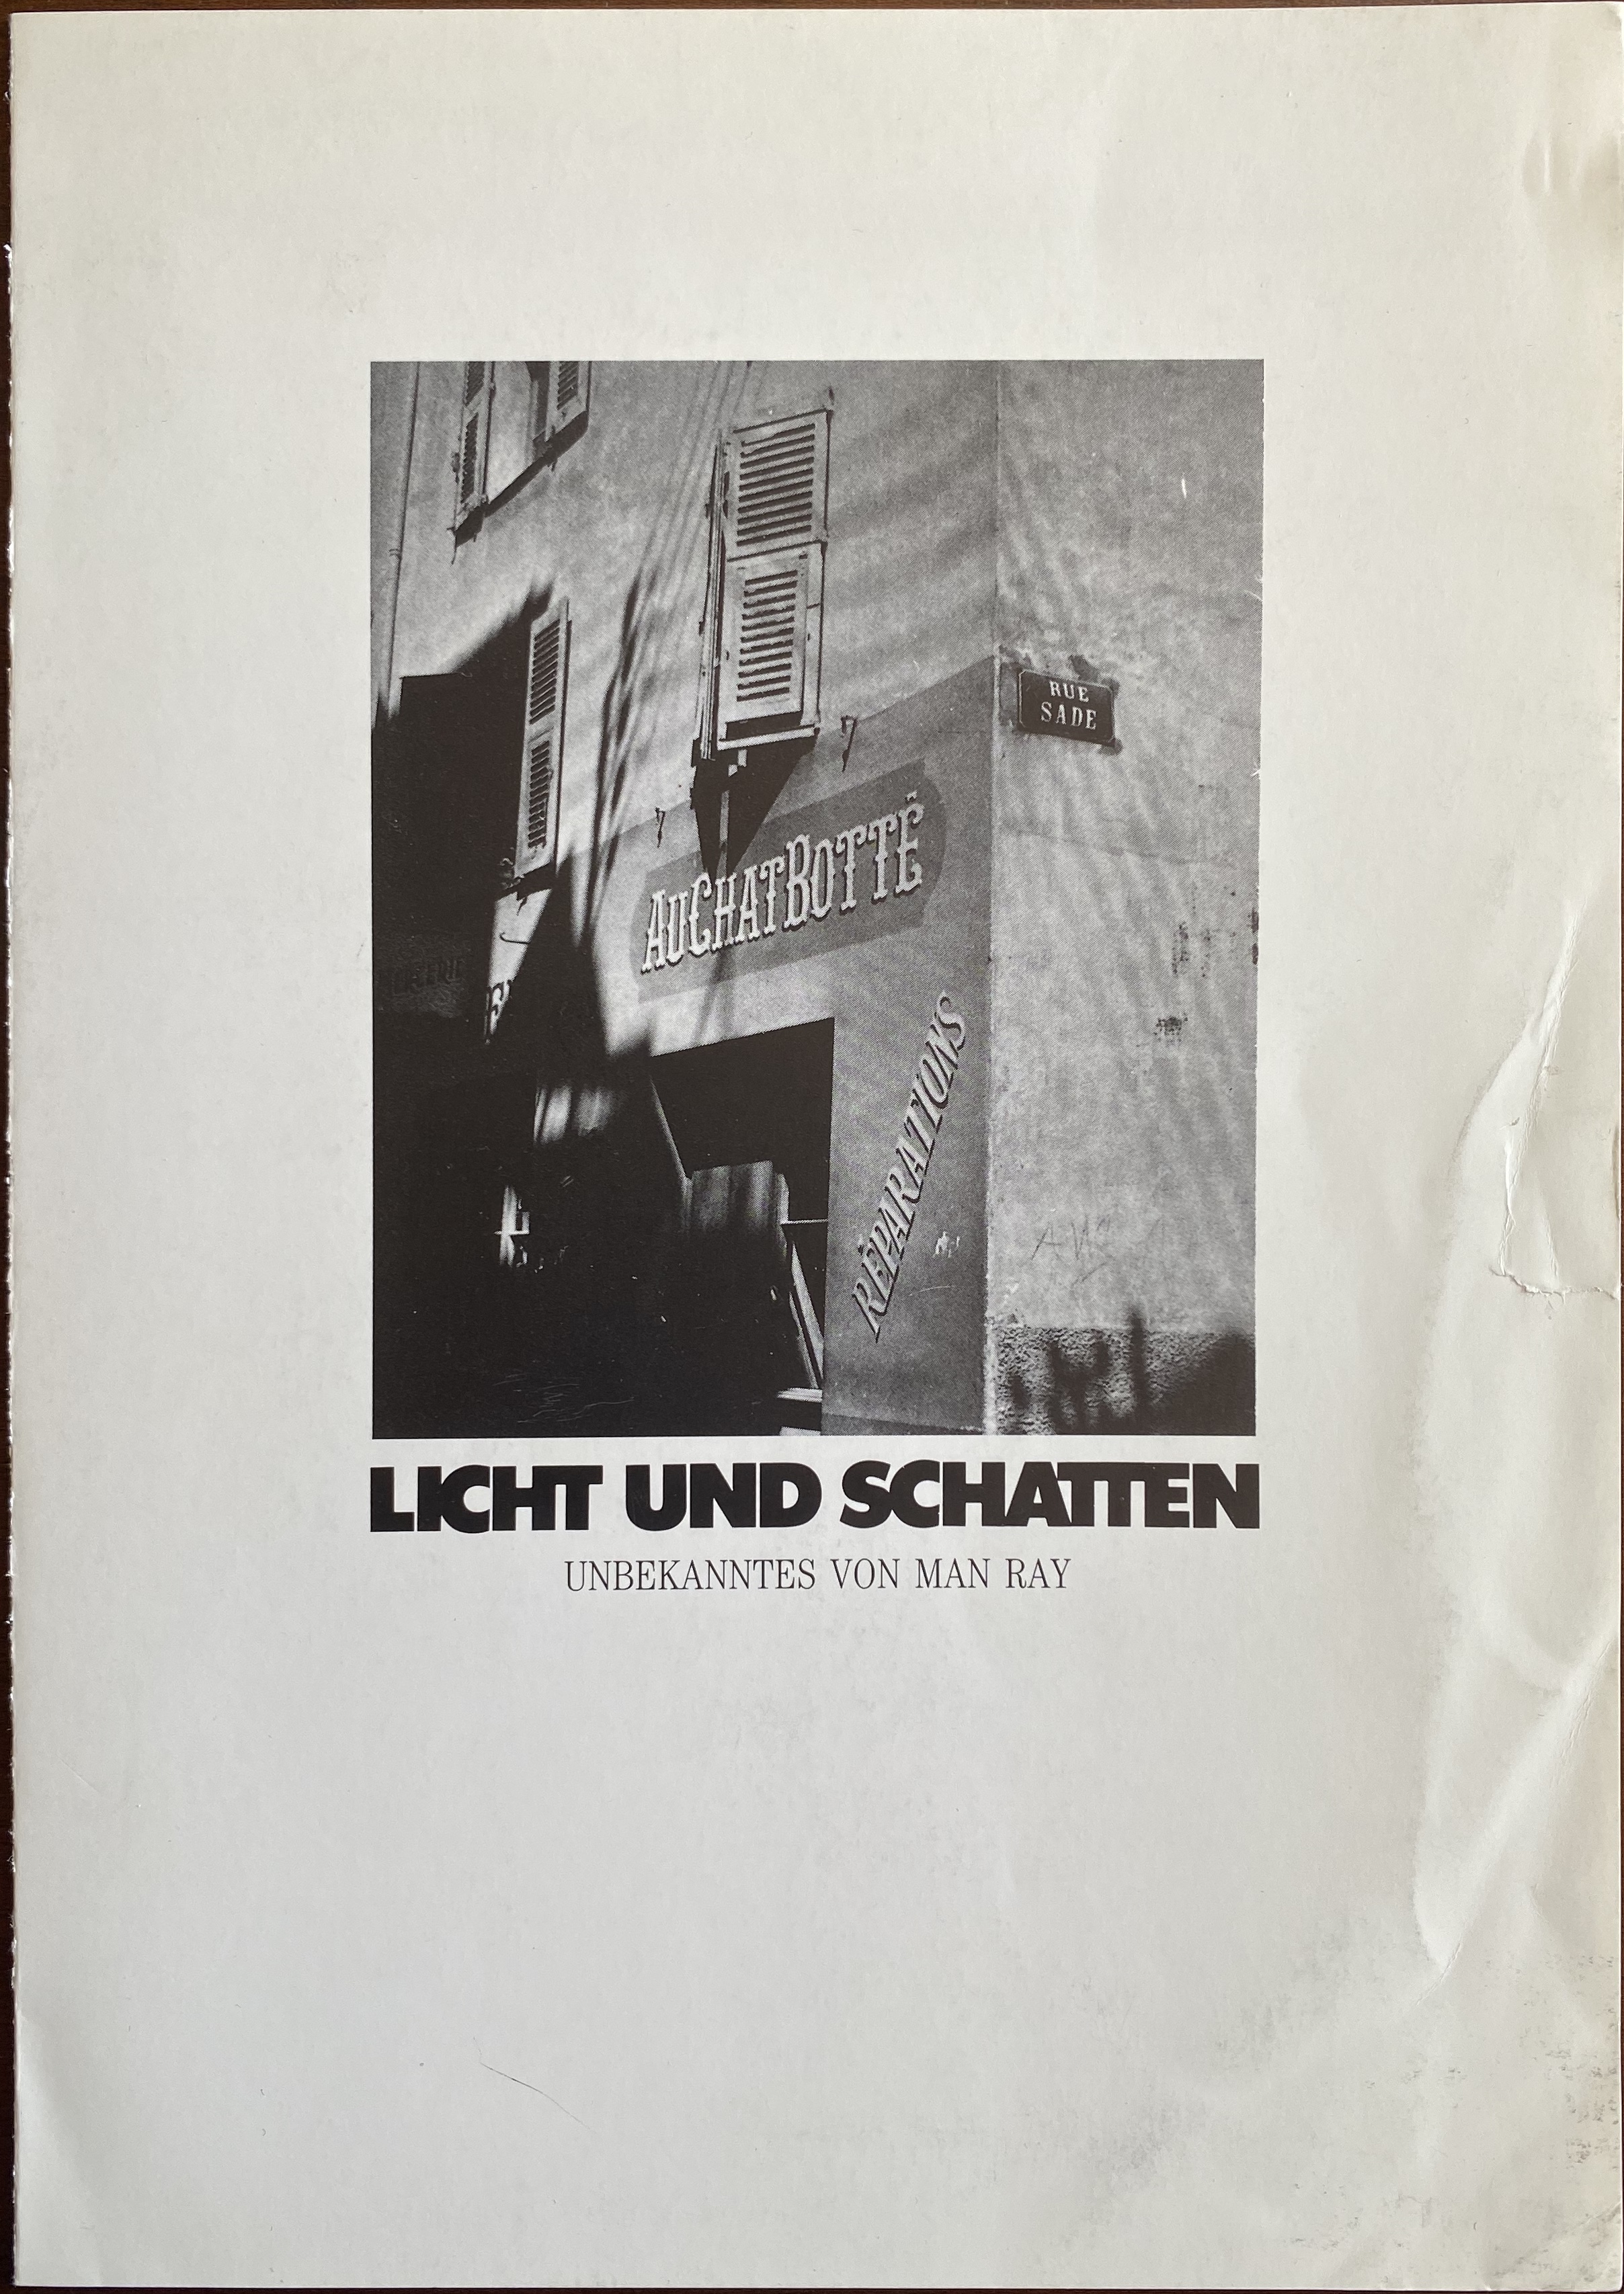 RUE
SADE
AU CHAT BOTTÉ
RÉPARATIONS
LICHT UND SCHATTEN
UNBEKANNTES VON MAN RAY